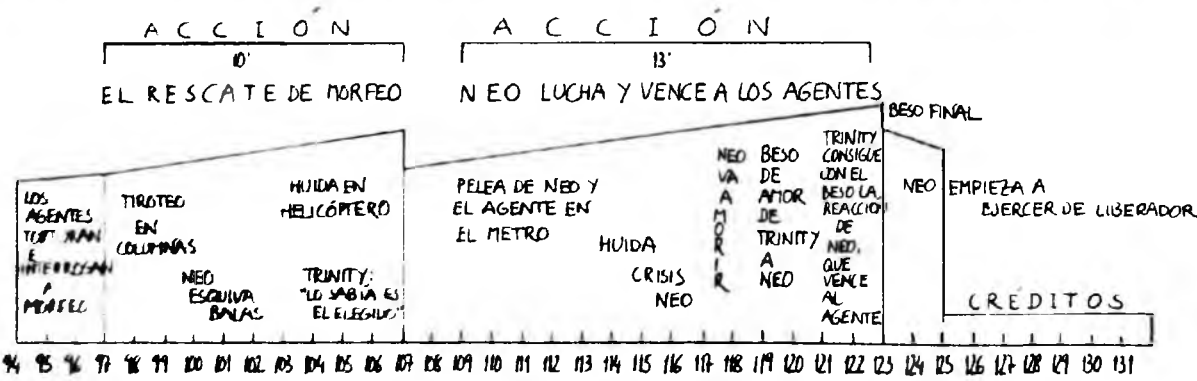 ACCIÓN
10'
EL RESCATE DE MORFEO
ACCIÓN
13'
NEO LUCHA Y VENCE A LOS AGENTES
BESO FINAL
LOS
AGENTES
E
INTERROGAN
A
MORFEO
TIROTEO
EN
COLUMNAS
NEO
ESQUIVA
BALAS
HUIDA EN
HELICÓPTERO
TRINITY:
"LO SABÍA ES
EL ELEGIDO"
PELEA DE NEO Y
EL AGENTE EN
EL METRO
HUIDA
CRISIS
NEO
NEO
VA
A
MORIR
BESO
DE
AMOR
DE
TRINITY
A
NEO
TRINITY
CONSIGUE
CON EL
BESO LA
REACCION
DE
NEO,
QUE
VENCE
AL
AGENTE
NEO EMPIEZA A
EJERCER DE LIBERADOR
CRÉDITOS
94 95 96 97 98 99 100 101 102 103 104 105 106 107 108 109 110 111 112 113 114 115 116 117 118 119 120 121 122 123 124 125 126 127 128 129 130 131